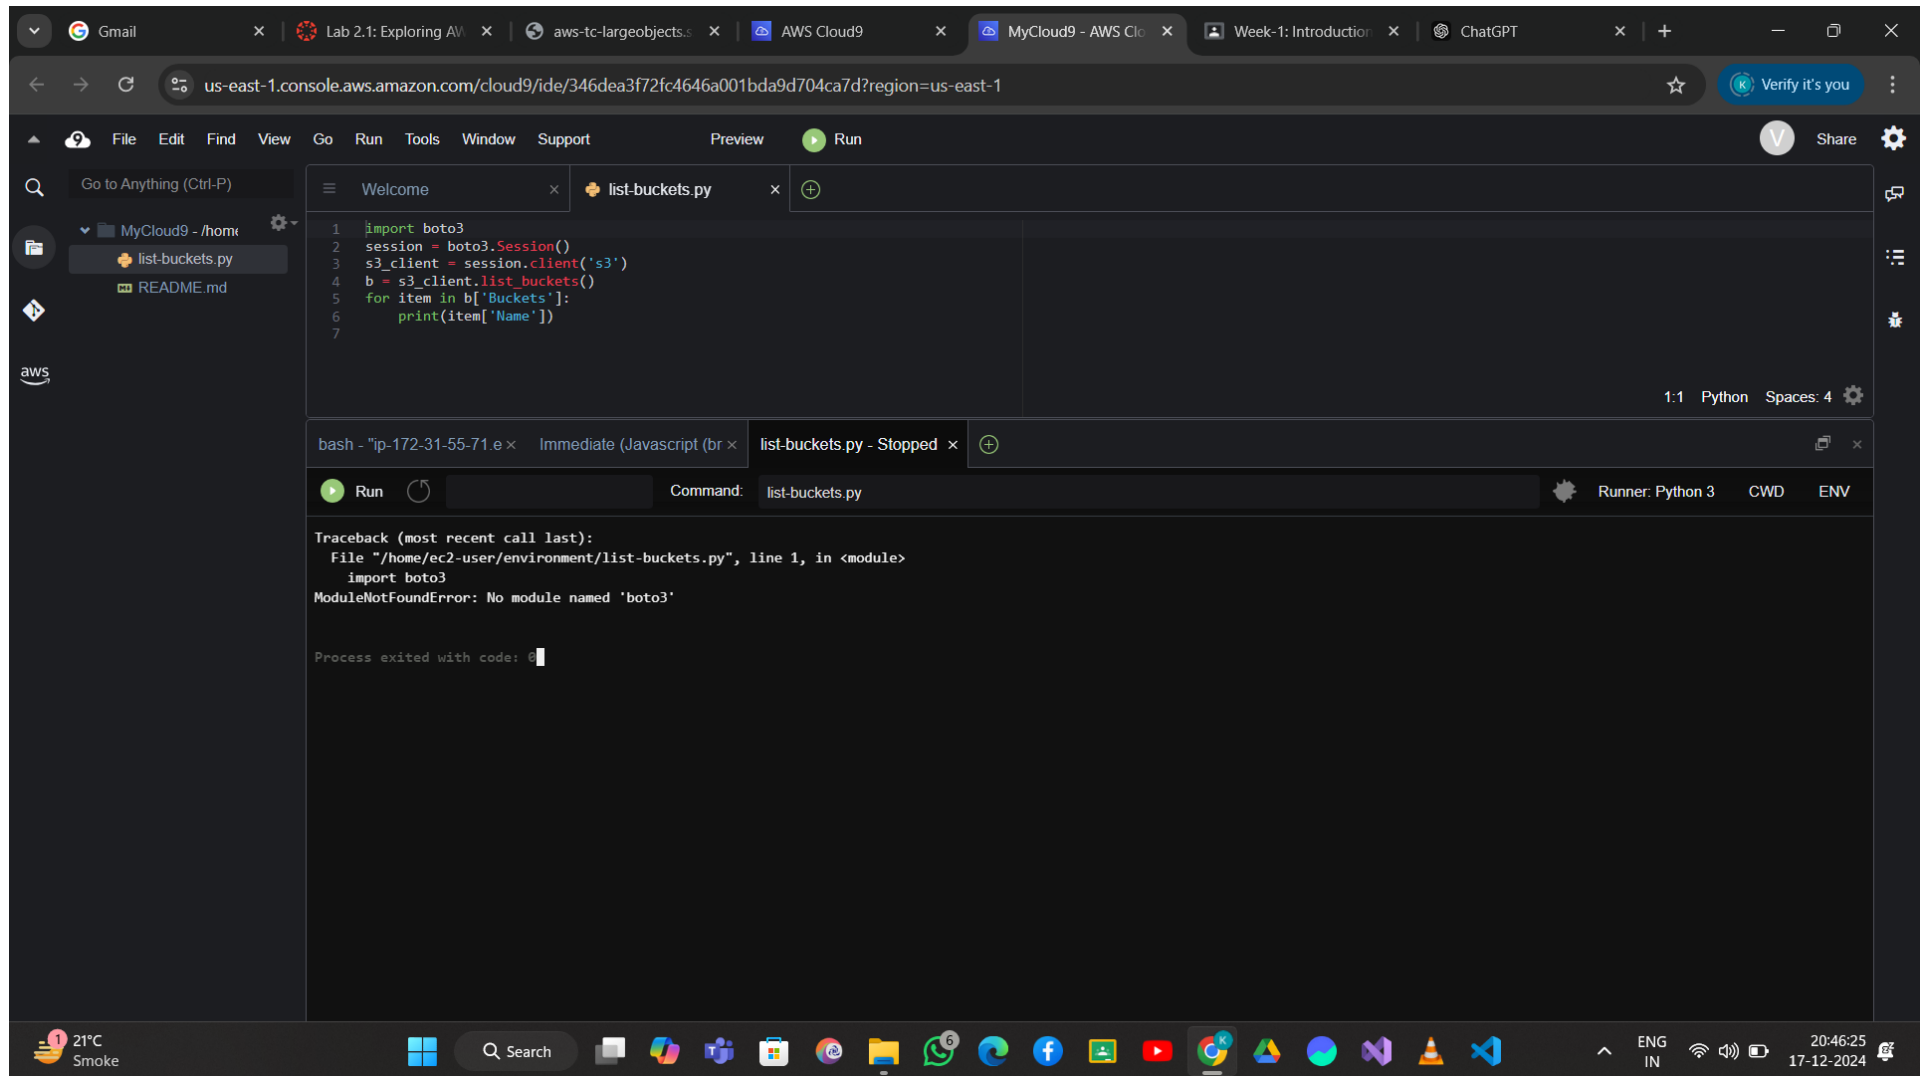 Gmail
Lab 2.1: Exploring AW
aws-tc-largeobjects.s
AWS Cloud9
MyCloud9 - AWS Clo
Week-1: Introduction
ChatGPT
us-east-1.console.aws.amazon.com/cloud9/ide/346dea3f72fc4646a001bda9d704ca7d?region=us-east-1
K
Verify it's you
9 File Edit Find View Go Run Tools Window Support Preview Run
V Share
Go to Anything (Ctrl-P)
MyCloud9 - /home
list-buckets.py
README.md
aws
Welcome
list-buckets.py
1 import boto3
2 session = boto3.Session()
3 s3_client = session.client('s3')
4 b = s3_client.list_buckets()
5 for item in b['Buckets']:
6     print(item['Name'])
7
1:1 Python Spaces: 4
bash - "ip-172-31-55-71.e
Immediate (Javascript (br
list-buckets.py - Stopped
Run
Command: list-buckets.py
Runner: Python 3 CWD ENV
Traceback (most recent call last):
  File "/home/ec2-user/environment/list-buckets.py", line 1, in <module>
    import boto3
ModuleNotFoundError: No module named 'boto3'
Process exited with code: 0
1
21°C
Smoke
Search
6
K
ENG
IN
20:46:25
17-12-2024